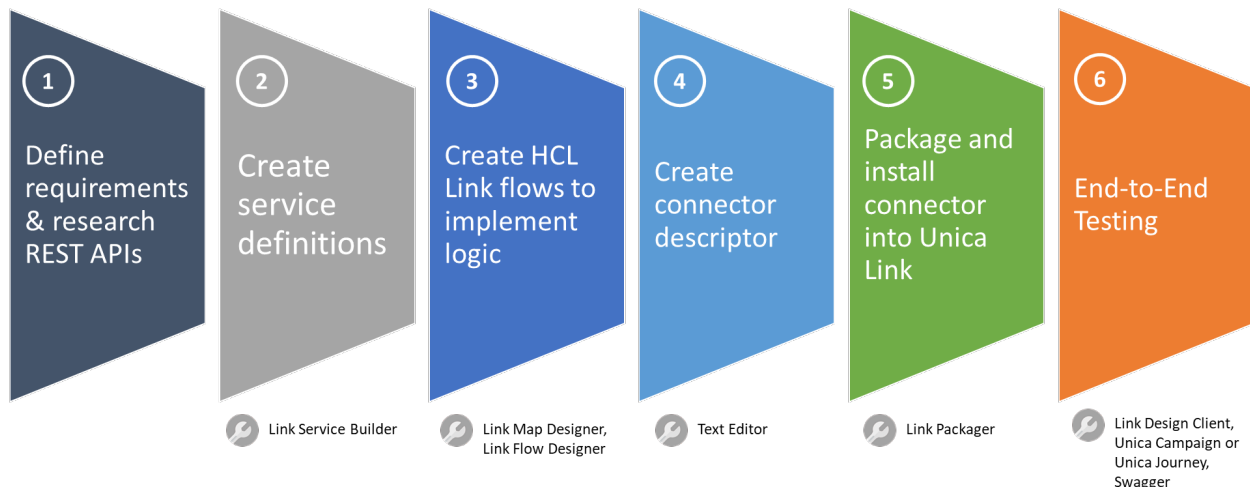 1
Define
requirements
& research
REST APIs
2
Create
service
definitions
Link Service Builder
3
Create HCL
Link flows to
implement
logic
Link Map Designer,
Link Flow Designer
4
Create
connector
descriptor
Text Editor
5
Package and
install
connector
into Unica
Link
Link Packager
6
End-to-End
Testing
Link Design Client,
Unica Campaign or
Unica Journey,
Swagger